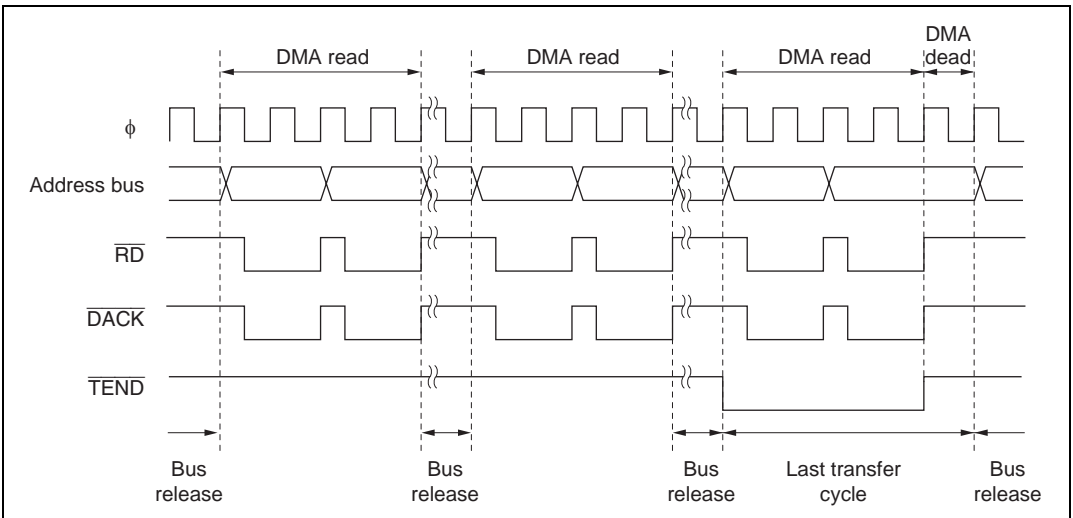 DMA read
DMA read
DMA read
DMA
dead
ϕ
Address bus
RD
DACK
TEND
Bus
release
Bus
release
Bus
release
Last transfer
cycle
Bus
release